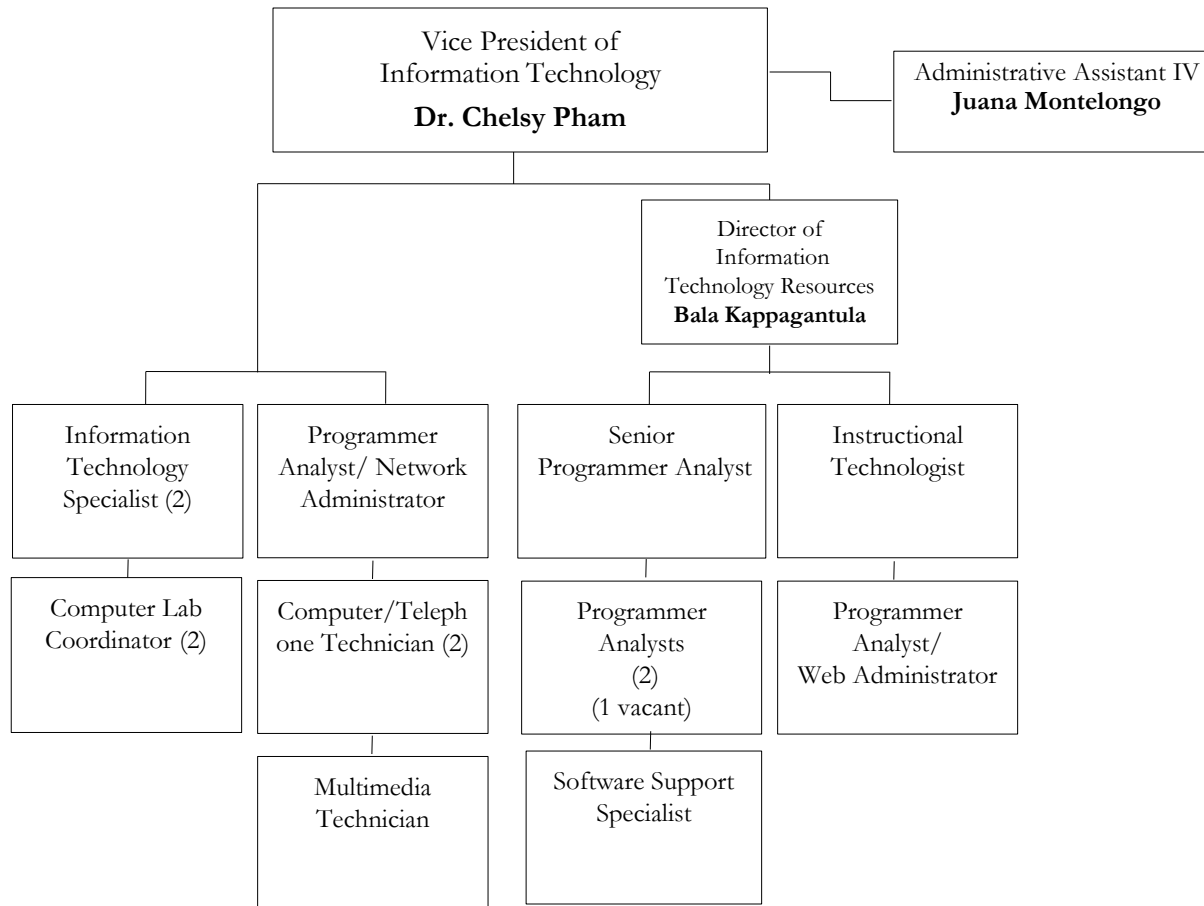 Vice President of
Information Technology
Dr. Chelsy Pham
Administrative Assistant IV
Juana Montelongo
Director of
Information
Technology Resources
Bala Kappagantula
Information
Technology
Specialist (2)
Programmer
Analyst/ Network
Administrator
Senior
Programmer Analyst
Instructional
Technologist
Computer Lab
Coordinator (2)
Computer/Teleph
one Technician (2)
Programmer
Analysts
(2)
(1 vacant)
Programmer
Analyst/
Web Administrator
Multimedia
Technician
Software Support
Specialist